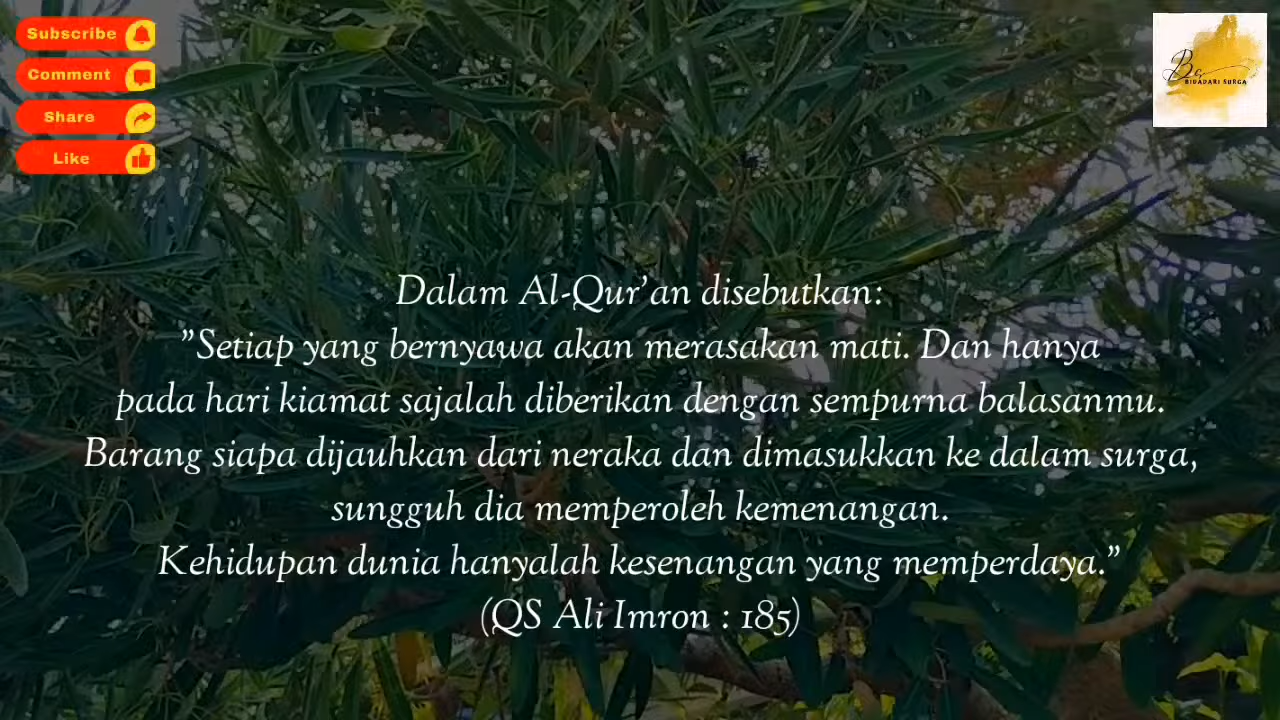 Subscribe
Comment
Share
Like
BIDADARI SURGA
Dalam Al-Qur'an disebutkan:
"Setiap yang bernyawa akan merasakan mati. Dan hanya
pada hari kiamat sajalah diberikan dengan sempurna balasanmu.
Barang siapa dijauhkan dari neraka dan dimasukkan ke dalam surga,
sungguh dia memperoleh kemenangan.
Kehidupan dunia hanyalah kesenangan yang memperdaya."
(QS Ali Imron : 185)